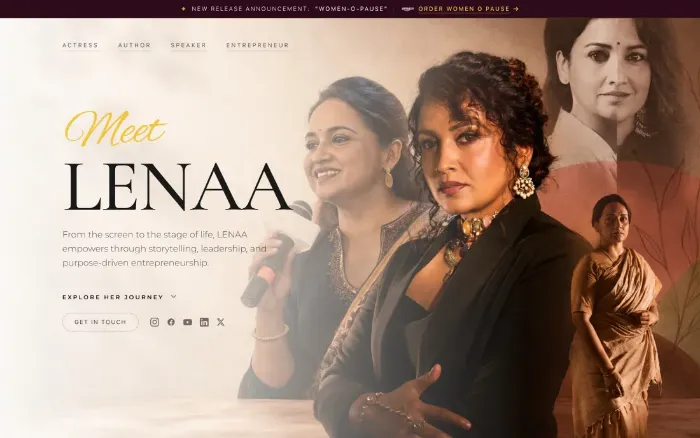 NEW RELEASE ANNOUNCEMENT: "WOMEN-O-PAUSE" ORDER WOMEN O PAUSE →
ACTRESS AUTHOR SPEAKER ENTREPRENEUR
Meet
LENAA
From the screen to the stage of life, LENAA
empowers through storytelling, leadership, and
purpose-driven entrepreneurship.
EXPLORE HER JOURNEY
GET IN TOUCH